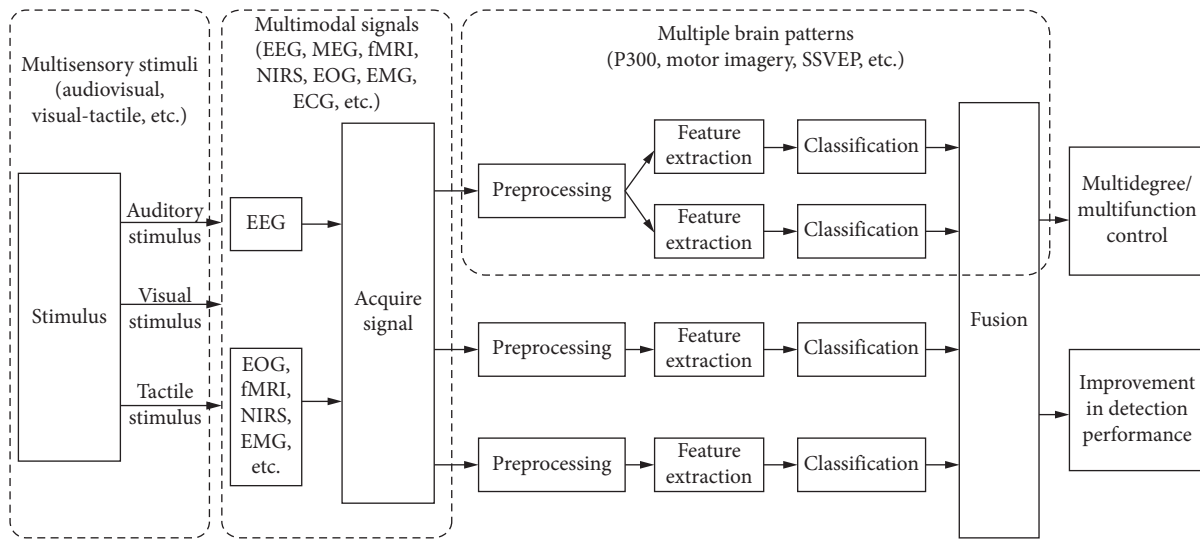 Multisensory stimuli
(audiovisual,
visual-tactile, etc.)
Stimulus
Auditory
stimulus
Visual
stimulus
Tactile
stimulus
Multimodal signals
(EEG, MEG, fMRI,
NIRS, EOG, EMG,
ECG, etc.)
EEG
EOG,
fMRI,
NIRS,
EMG,
etc.
Acquire
signal
Multiple brain patterns
(P300, motor imagery, SSVEP, etc.)
Preprocessing
Feature
extraction
Classification
Feature
extraction
Classification
Preprocessing
Feature
extraction
Classification
Preprocessing
Feature
extraction
Classification
Fusion
Multidegree/
multifunction
control
Improvement
in detection
performance